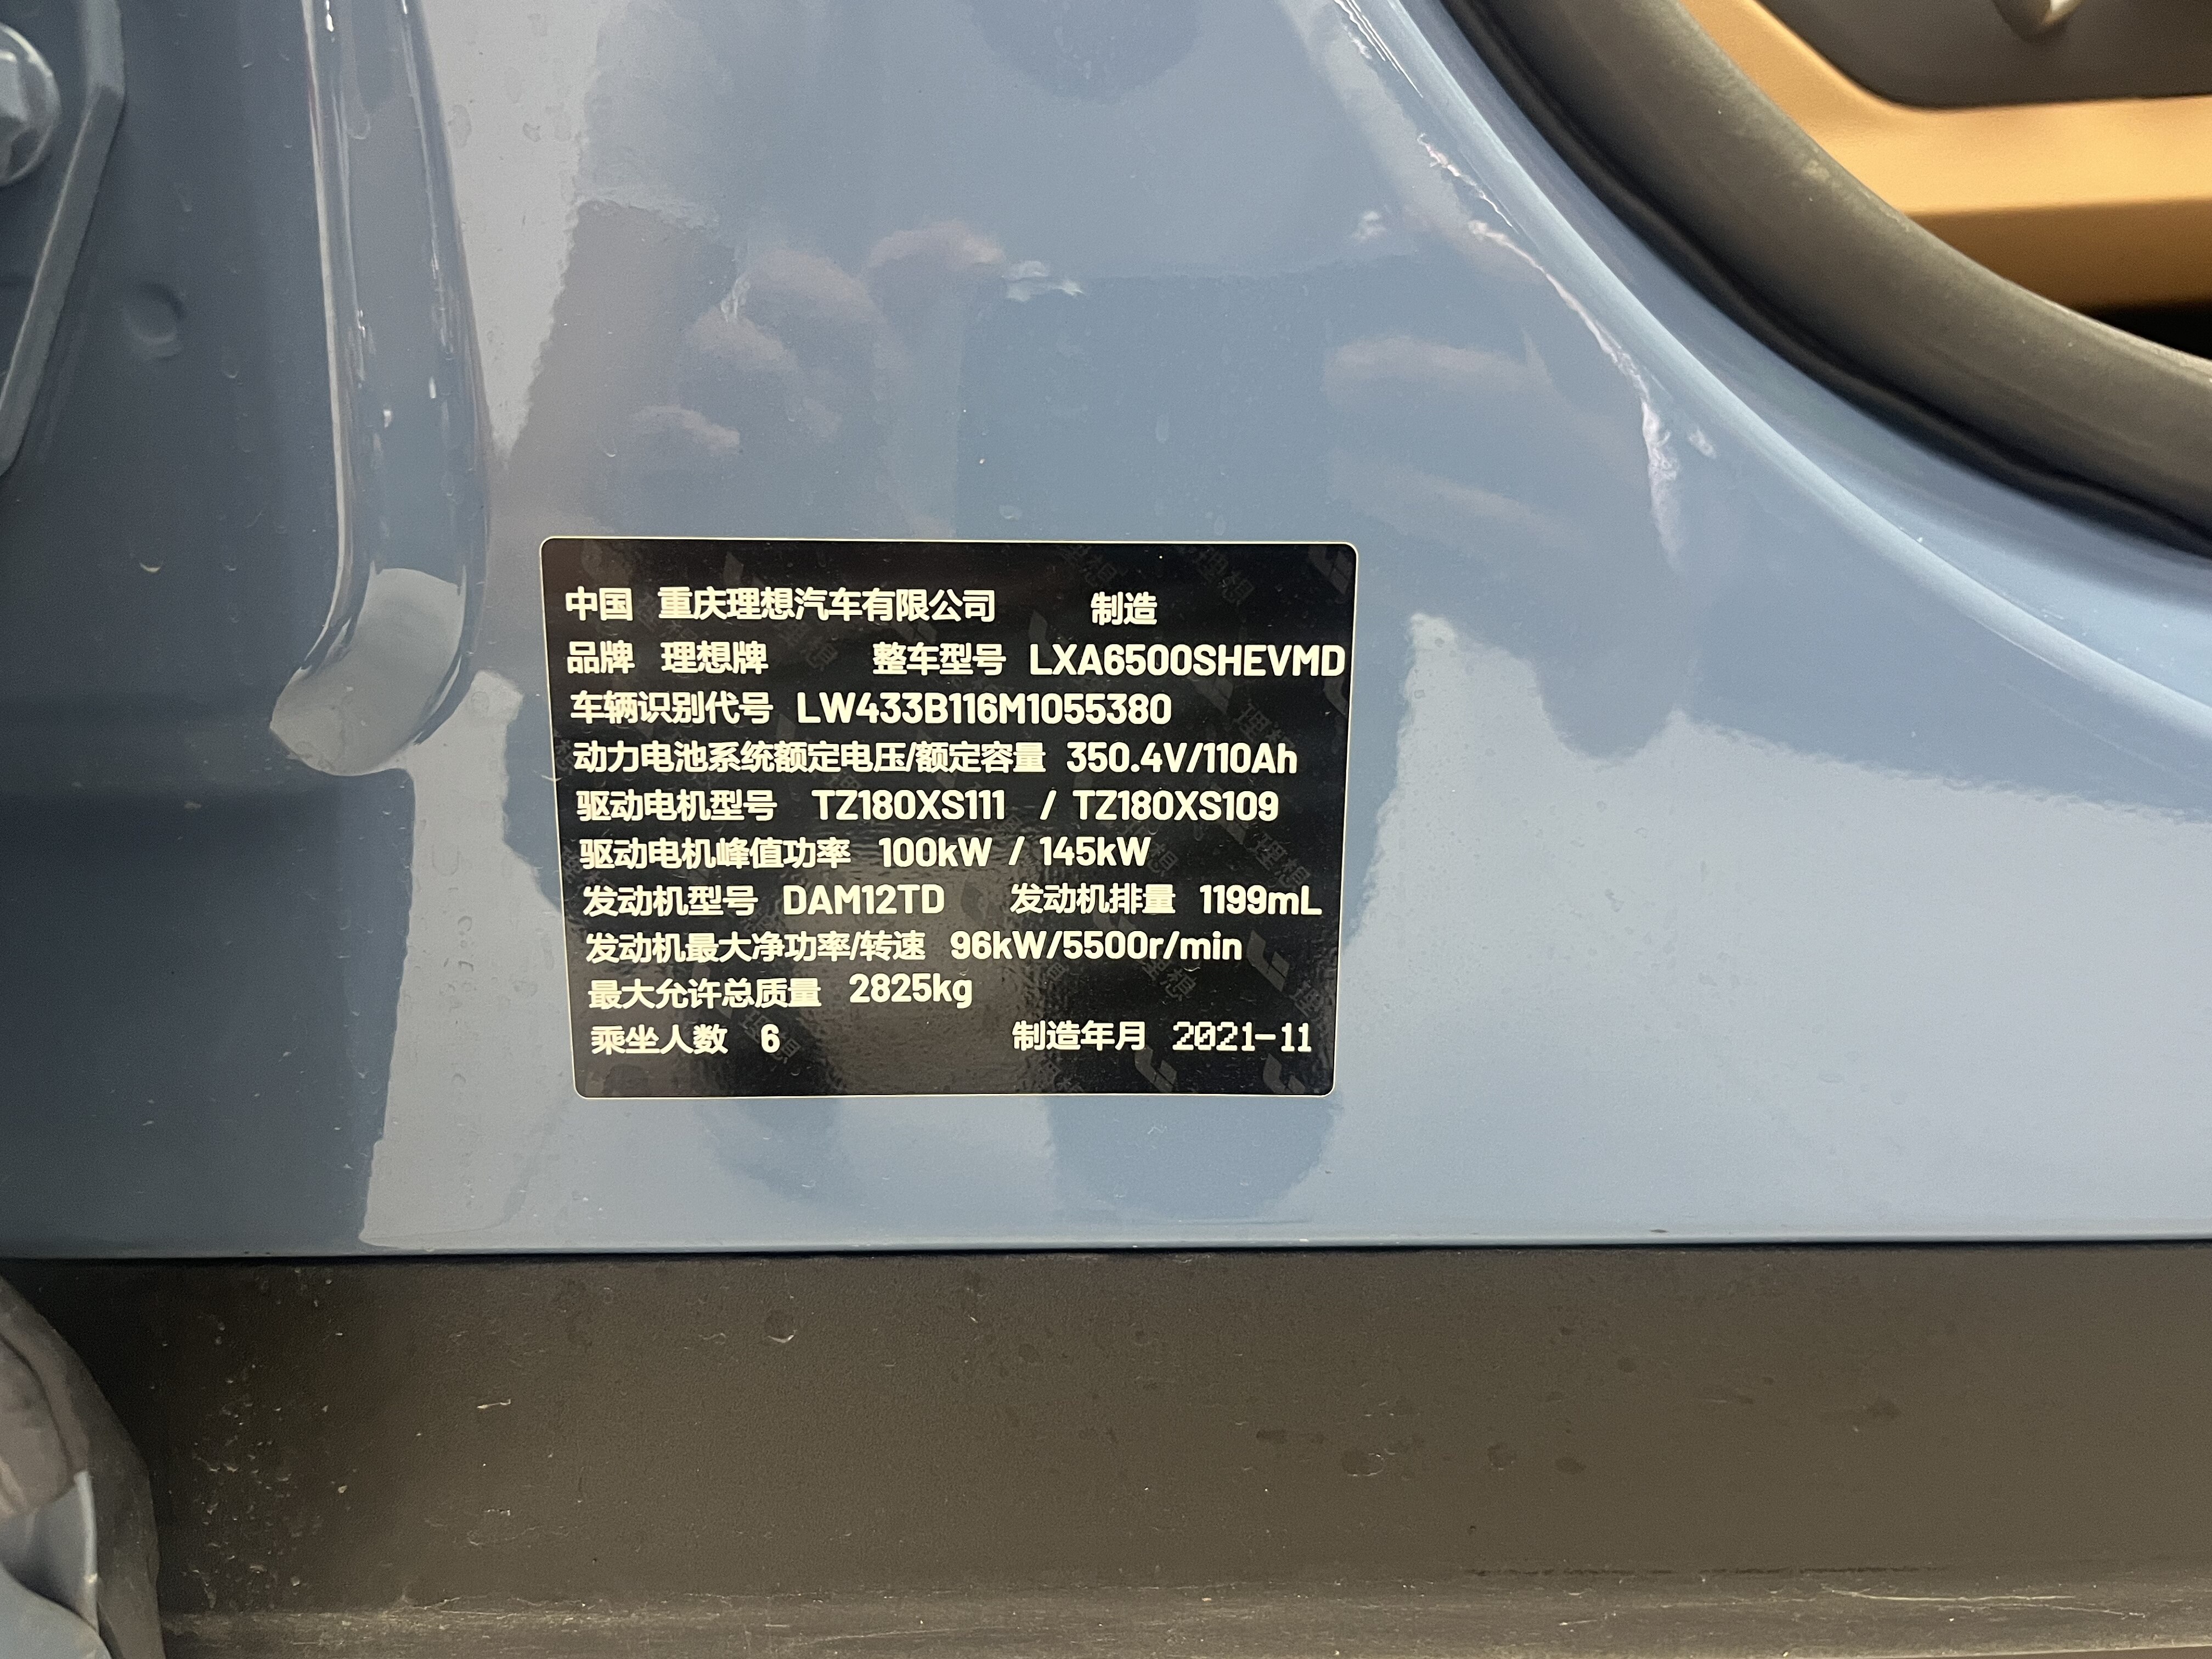 中国 重庆理想汽车有限公司 制造
品牌 理想牌 整车型号 LXA6500SHEVMD
车辆识别代号 LW433B116M1055380
动力电池系统额定电压/额定容量 350.4V/110Ah
驱动电机型号 TZ180XS111 / TZ180XS109
驱动电机峰值功率 100kW / 145kW
发动机型号 DAM12TD 发动机排量 1199mL
发动机最大净功率/转速 96kW/5500r/min
最大允许总质量 2825kg
乘坐人数 6 制造年月 2021-11